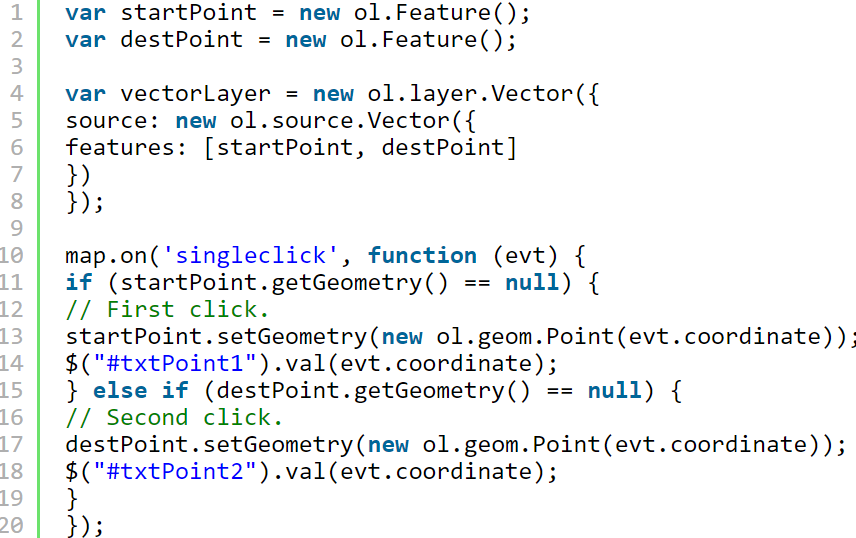 1 var startPoint = new ol.Feature();
2 var destPoint = new ol.Feature();
3
4 var vectorLayer = new ol.layer.Vector({
5 source: new ol.source.Vector({
6 features: [startPoint, destPoint]
7 })
8 });
9
10 map.on('singleclick', function (evt) {
11 if (startPoint.getGeometry() == null) {
12 // First click.
13 startPoint.setGeometry(new ol.geom.Point(evt.coordinate));
14 $("#txtPoint1").val(evt.coordinate);
15 } else if (destPoint.getGeometry() == null) {
16 // Second click.
17 destPoint.setGeometry(new ol.geom.Point(evt.coordinate));
18 $("#txtPoint2").val(evt.coordinate);
19 }
20 });